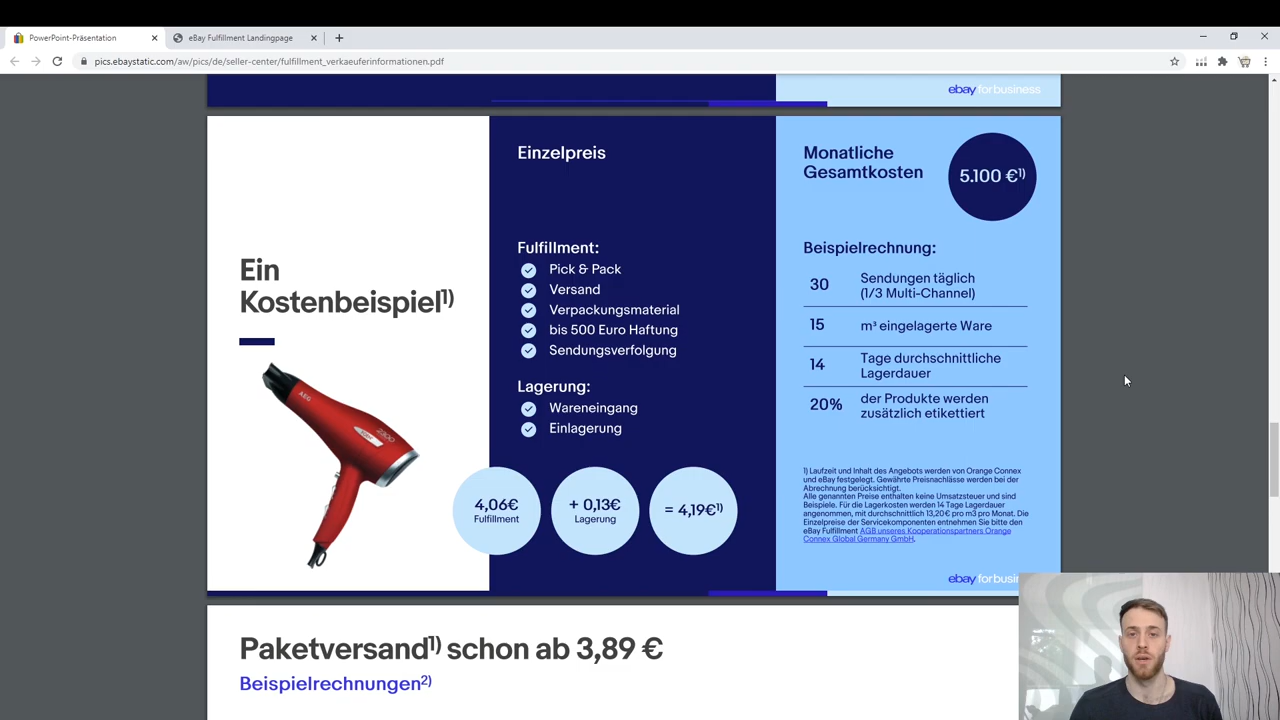 PowerPoint-Präsentation
eBay Fulfillment Landingpage
pics.ebaystatic.com/aw/pics/de/seller-center/fulfillment_verkaeuferinformationen.pdf
ebay for business
Ein
Kostenbeispiel1)
AEG
2200
Einzelpreis
Fulfillment:
Pick & Pack
Versand
Verpackungsmaterial
bis 500 Euro Haftung
Sendungsverfolgung
Lagerung:
Wareneingang
Einlagerung
4,06€
Fulfillment
+ 0,13€
Lagerung
= 4,19€1)
Monatliche
Gesamtkosten
5.100 €1)
Beispielrechnung:
30 Sendungen täglich
(1/3 Multi-Channel)
15 m³ eingelagerte Ware
14 Tage durchschnittliche
Lagerdauer
20% der Produkte werden
zusätzlich etikettiert
1) Laufzeit und Inhalt des Angebots werden von Orange Connex
und eBay festgelegt. Gewährte Preisnachlässe werden bei der
Abrechnung berücksichtigt.
Alle genannten Preise enthalten keine Umsatzsteuer und sind
Beispiele. Für die Lagerkosten werden 14 Tage Lagerdauer
angenommen, mit durchschnittlich 13,20€ pro m3 pro Monat. Die
Einzelpreise der Servicekomponenten entnehmen Sie bitte den
eBay Fulfillment AGB unseres Kooperationspartners Orange
Connex Global Germany GmbH.
ebay for busin
Paketversand1) schon ab 3,89 €
Beispielrechnungen2)